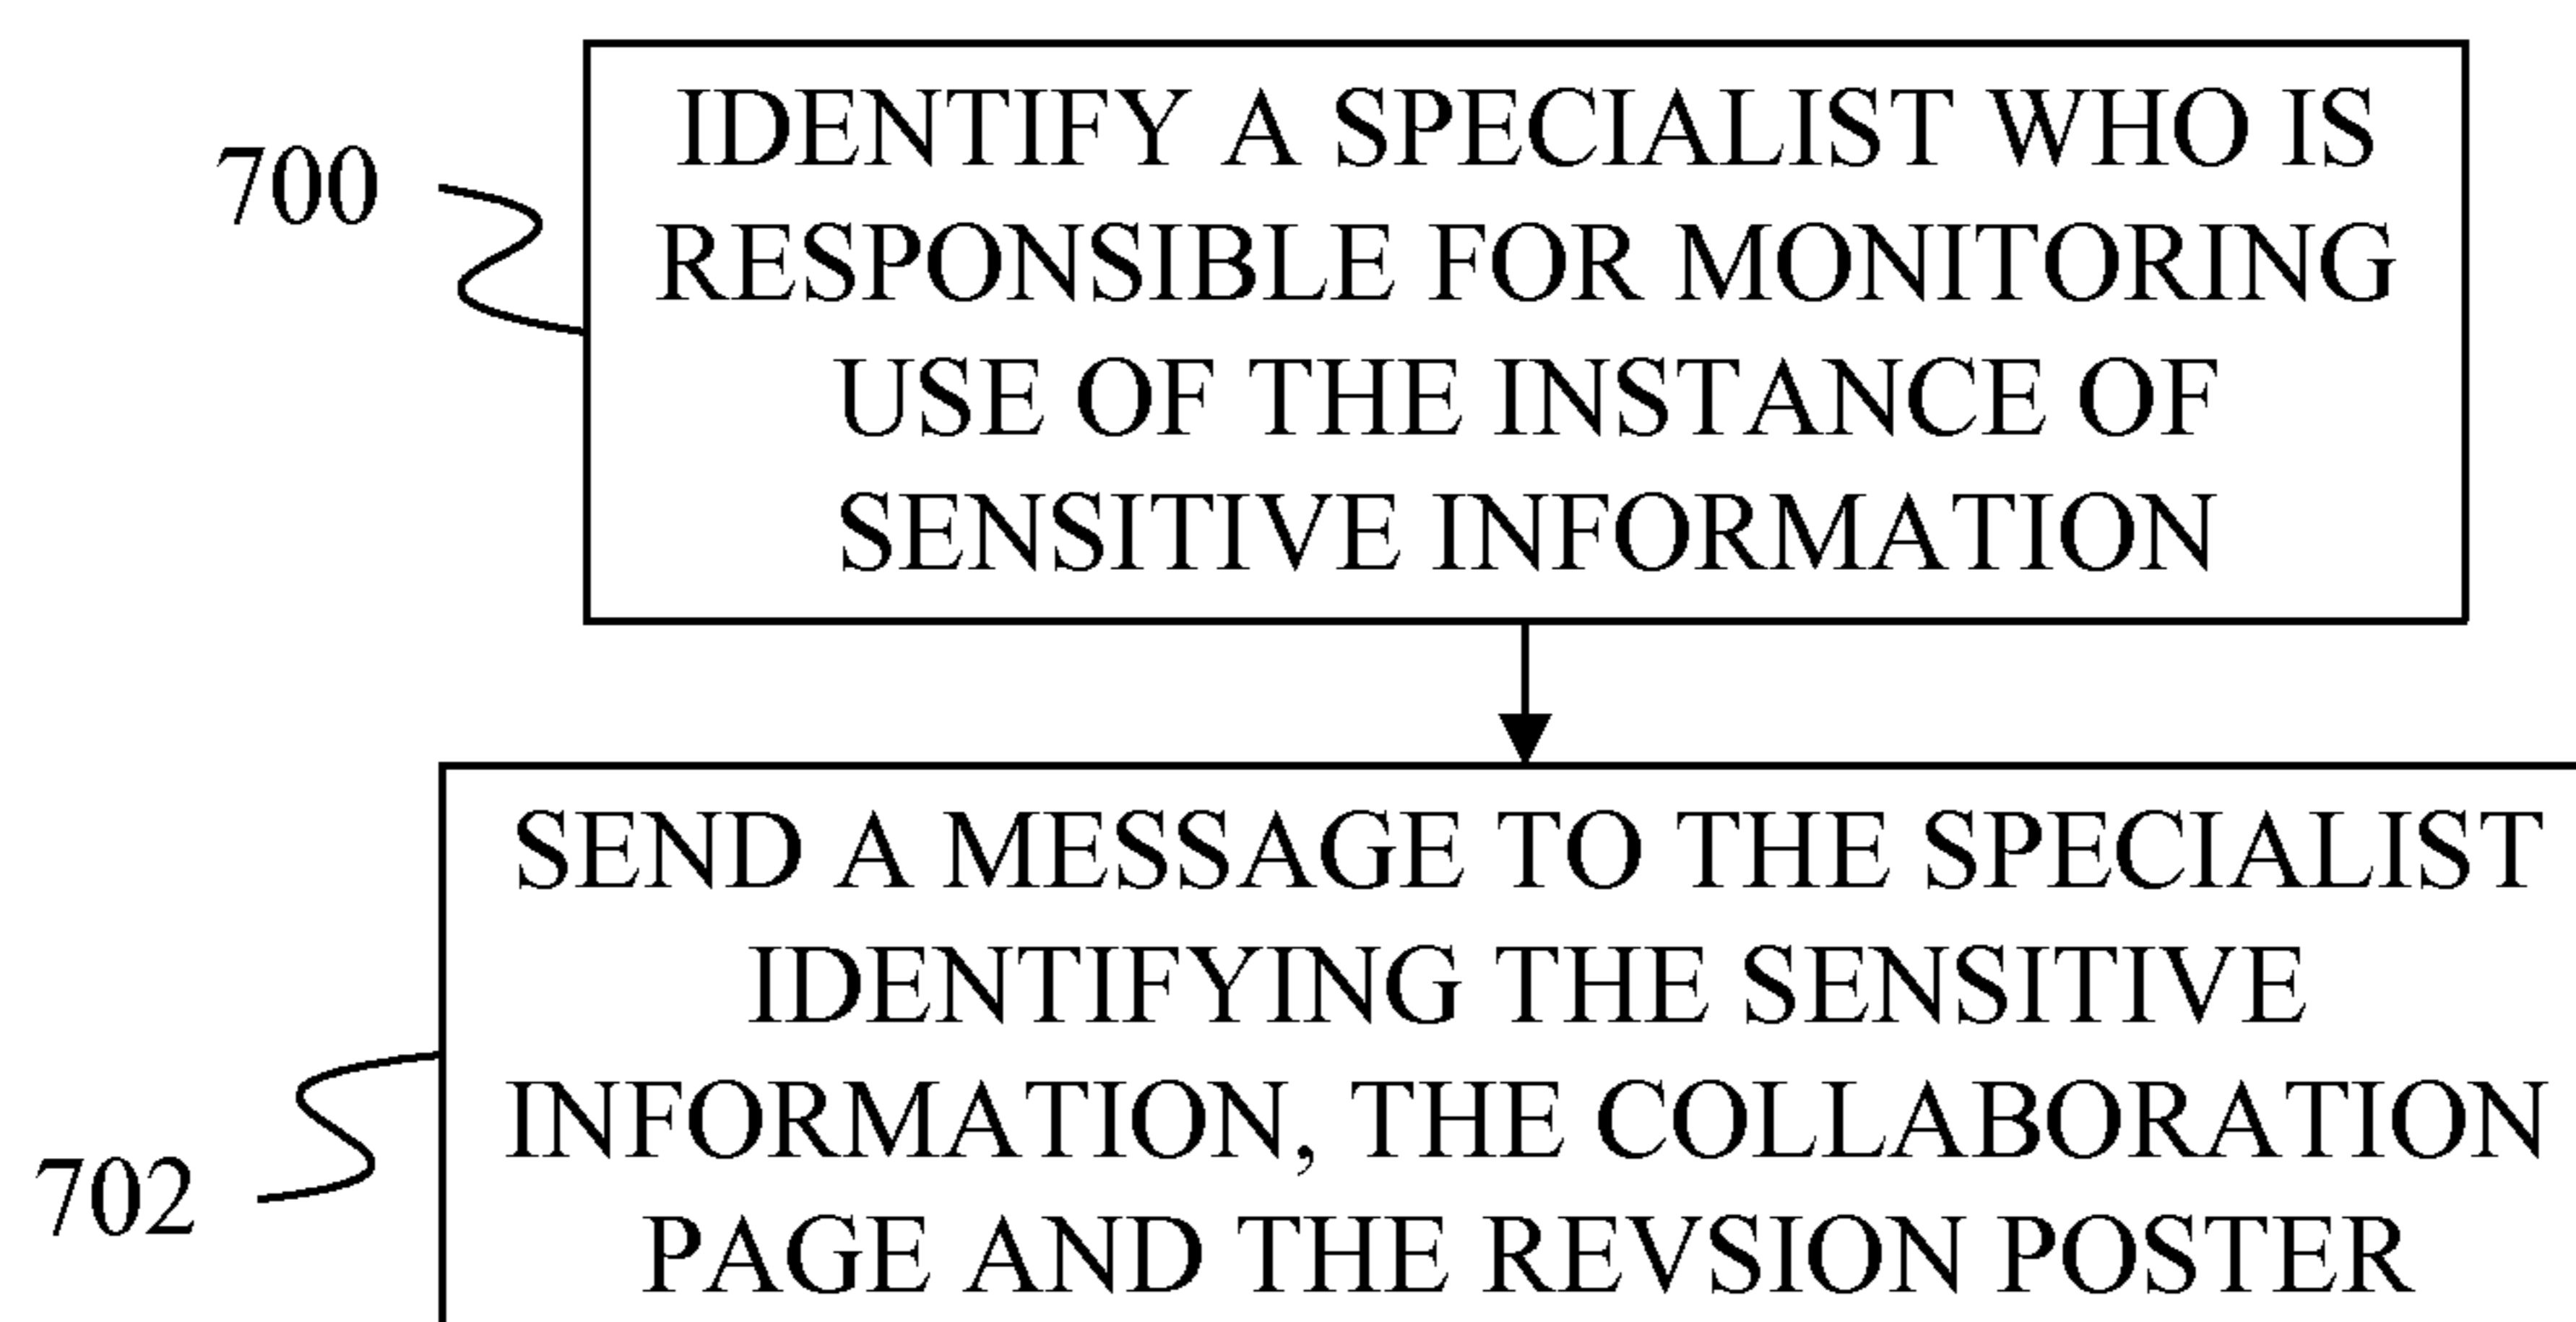 700
IDENTIFY A SPECIALIST WHO IS
RESPONSIBLE FOR MONITORING
USE OF THE INSTANCE OF
SENSITIVE INFORMATION
702
SEND A MESSAGE TO THE SPECIALIST
IDENTIFYING THE SENSITIVE
INFORMATION, THE COLLABORATION
PAGE AND THE REVSION POSTER